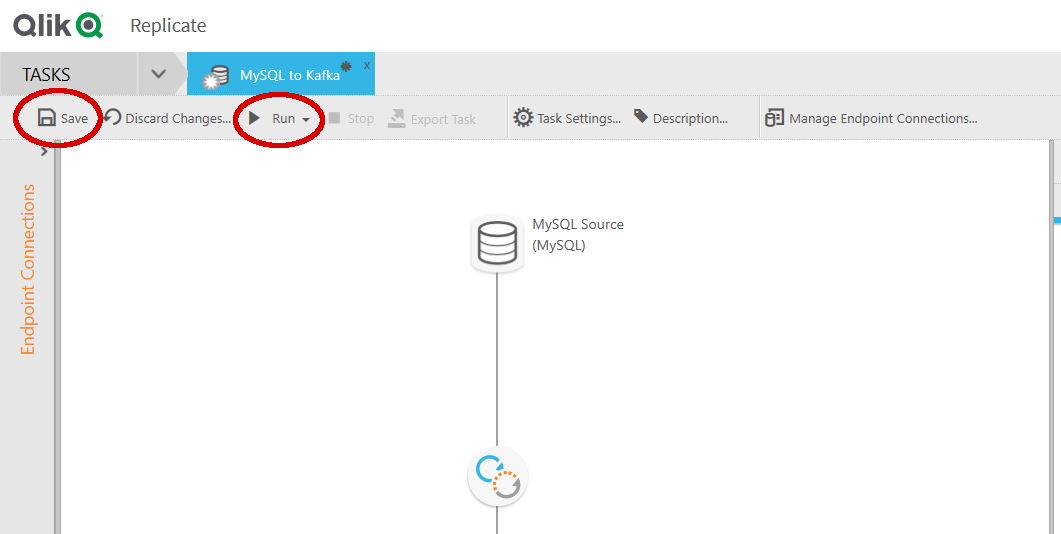 Qlik Replicate
TASKS MySQL to Kafka x
Save Discard Changes... Run Stop Export Task Task Settings... Description... Manage Endpoint Connections...
Endpoint Connections
MySQL Source
(MySQL)